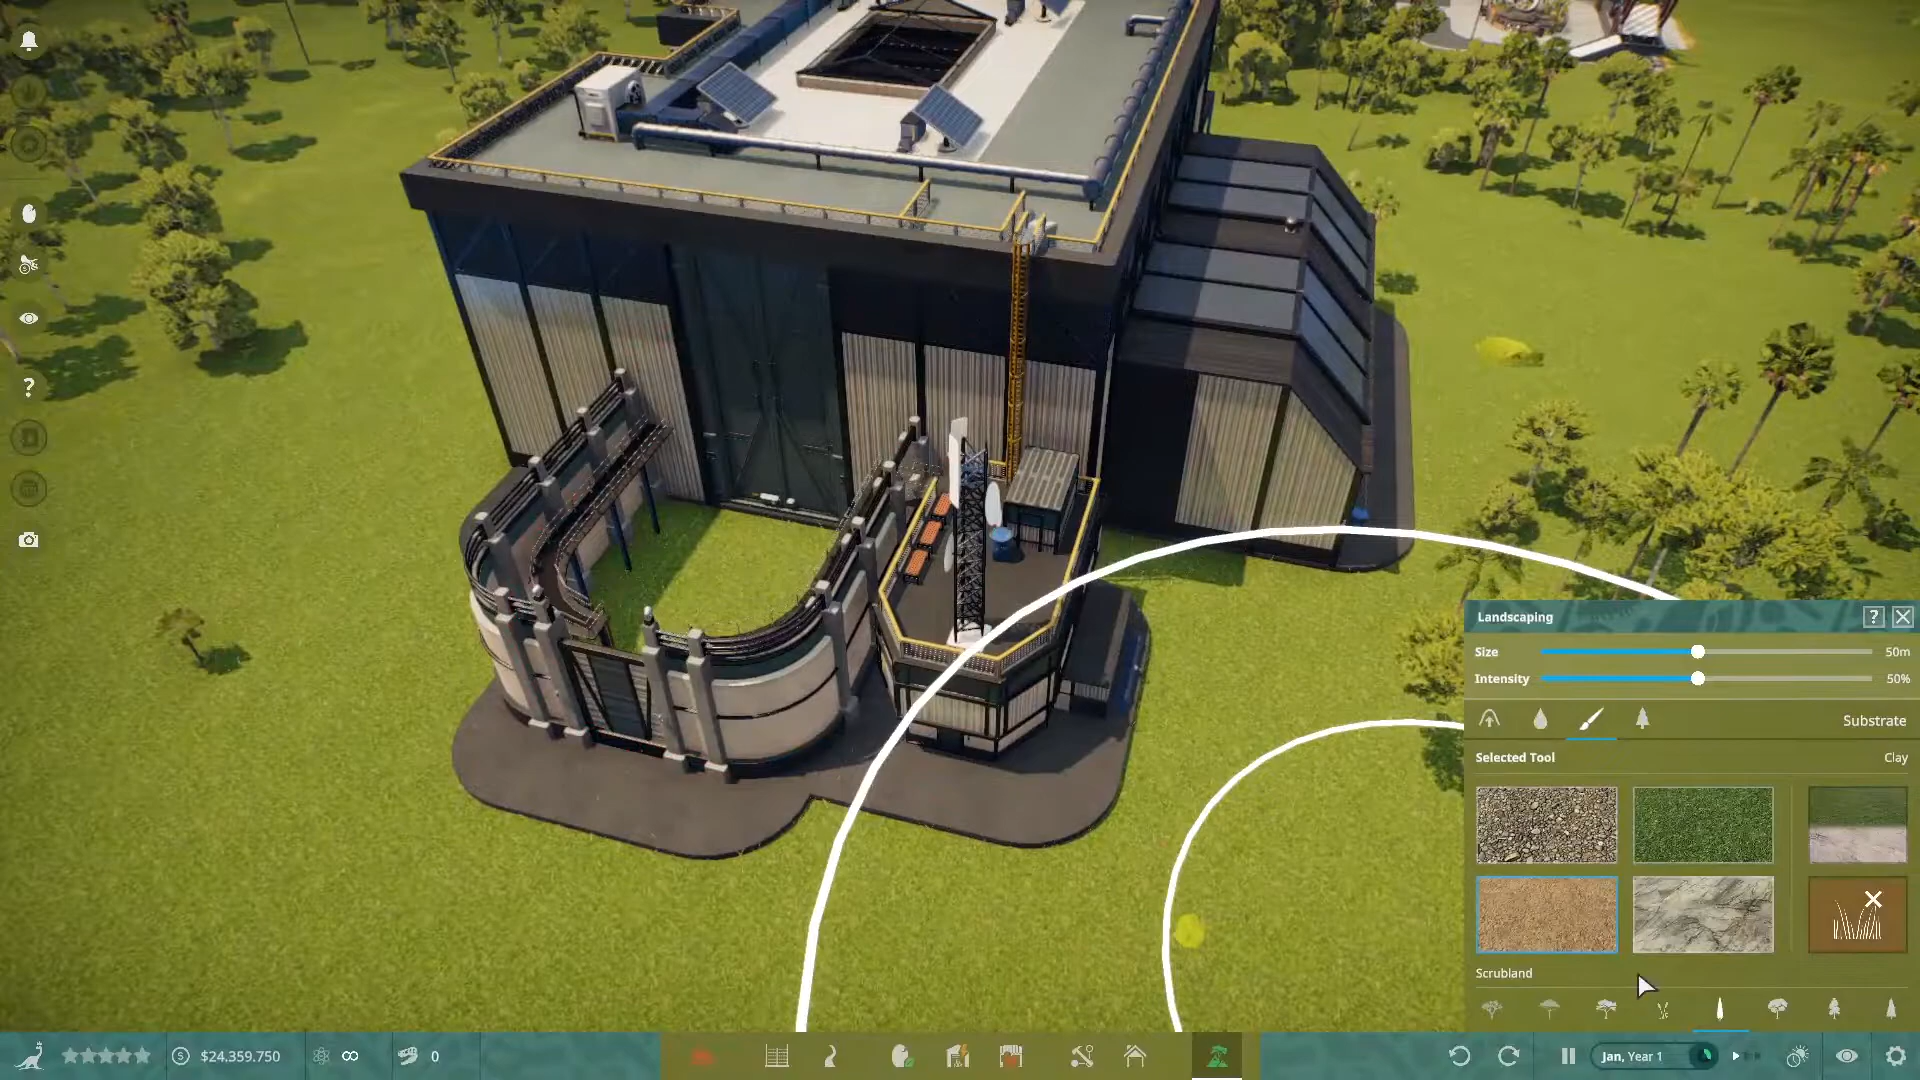 Landscaping
?
Size 50m
Intensity 50%
Substrate
Selected Tool Clay
Scrubland
?
$24.359.750
∞
0
Jan, Year 1